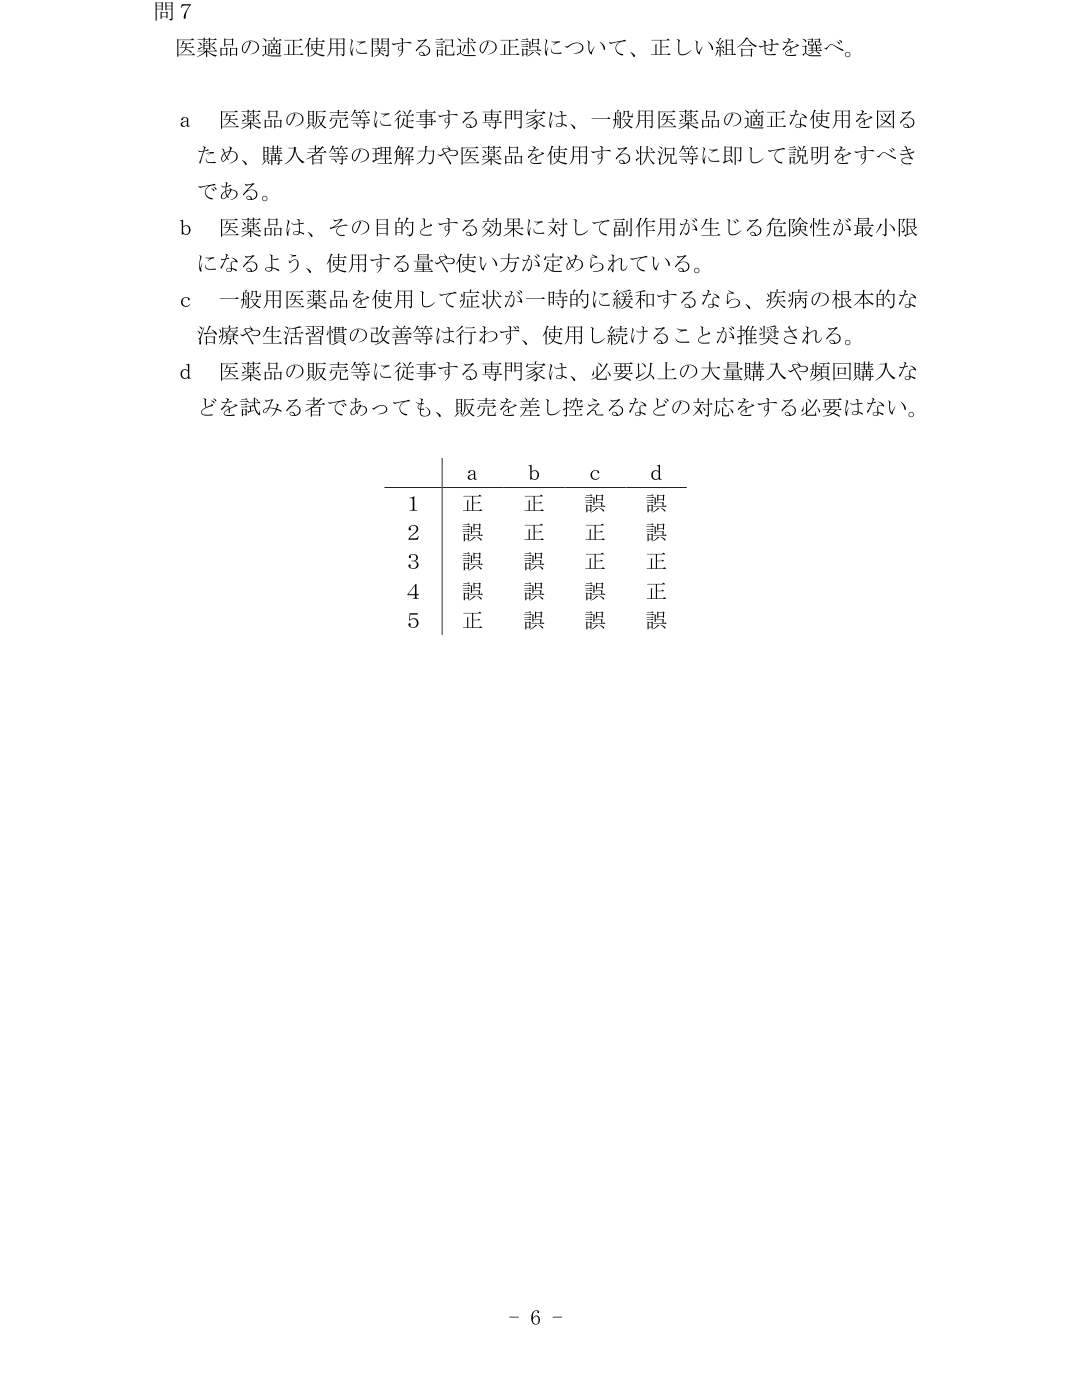 問７
医薬品の適正使用に関する記述の正誤について、正しい組合せを選べ。
a　医薬品の販売等に従事する専門家は、一般用医薬品の適正な使用を図る
ため、購入者等の理解力や医薬品を使用する状況等に即して説明をすべき
である。
b　医薬品は、その目的とする効果に対して副作用が生じる危険性が最小限
になるよう、使用する量や使い方が定められている。
c　一般用医薬品を使用して症状が一時的に緩和するなら、疾病の根本的な
治療や生活習慣の改善等は行わず、使用し続けることが推奨される。
d　医薬品の販売等に従事する専門家は、必要以上の大量購入や頻回購入な
どを試みる者であっても、販売を差し控えるなどの対応をする必要はない。
a b c d
1 正 正 誤 誤
2 誤 正 正 誤
3 誤 誤 正 正
4 誤 誤 誤 正
5 正 誤 誤 誤
- 6 -